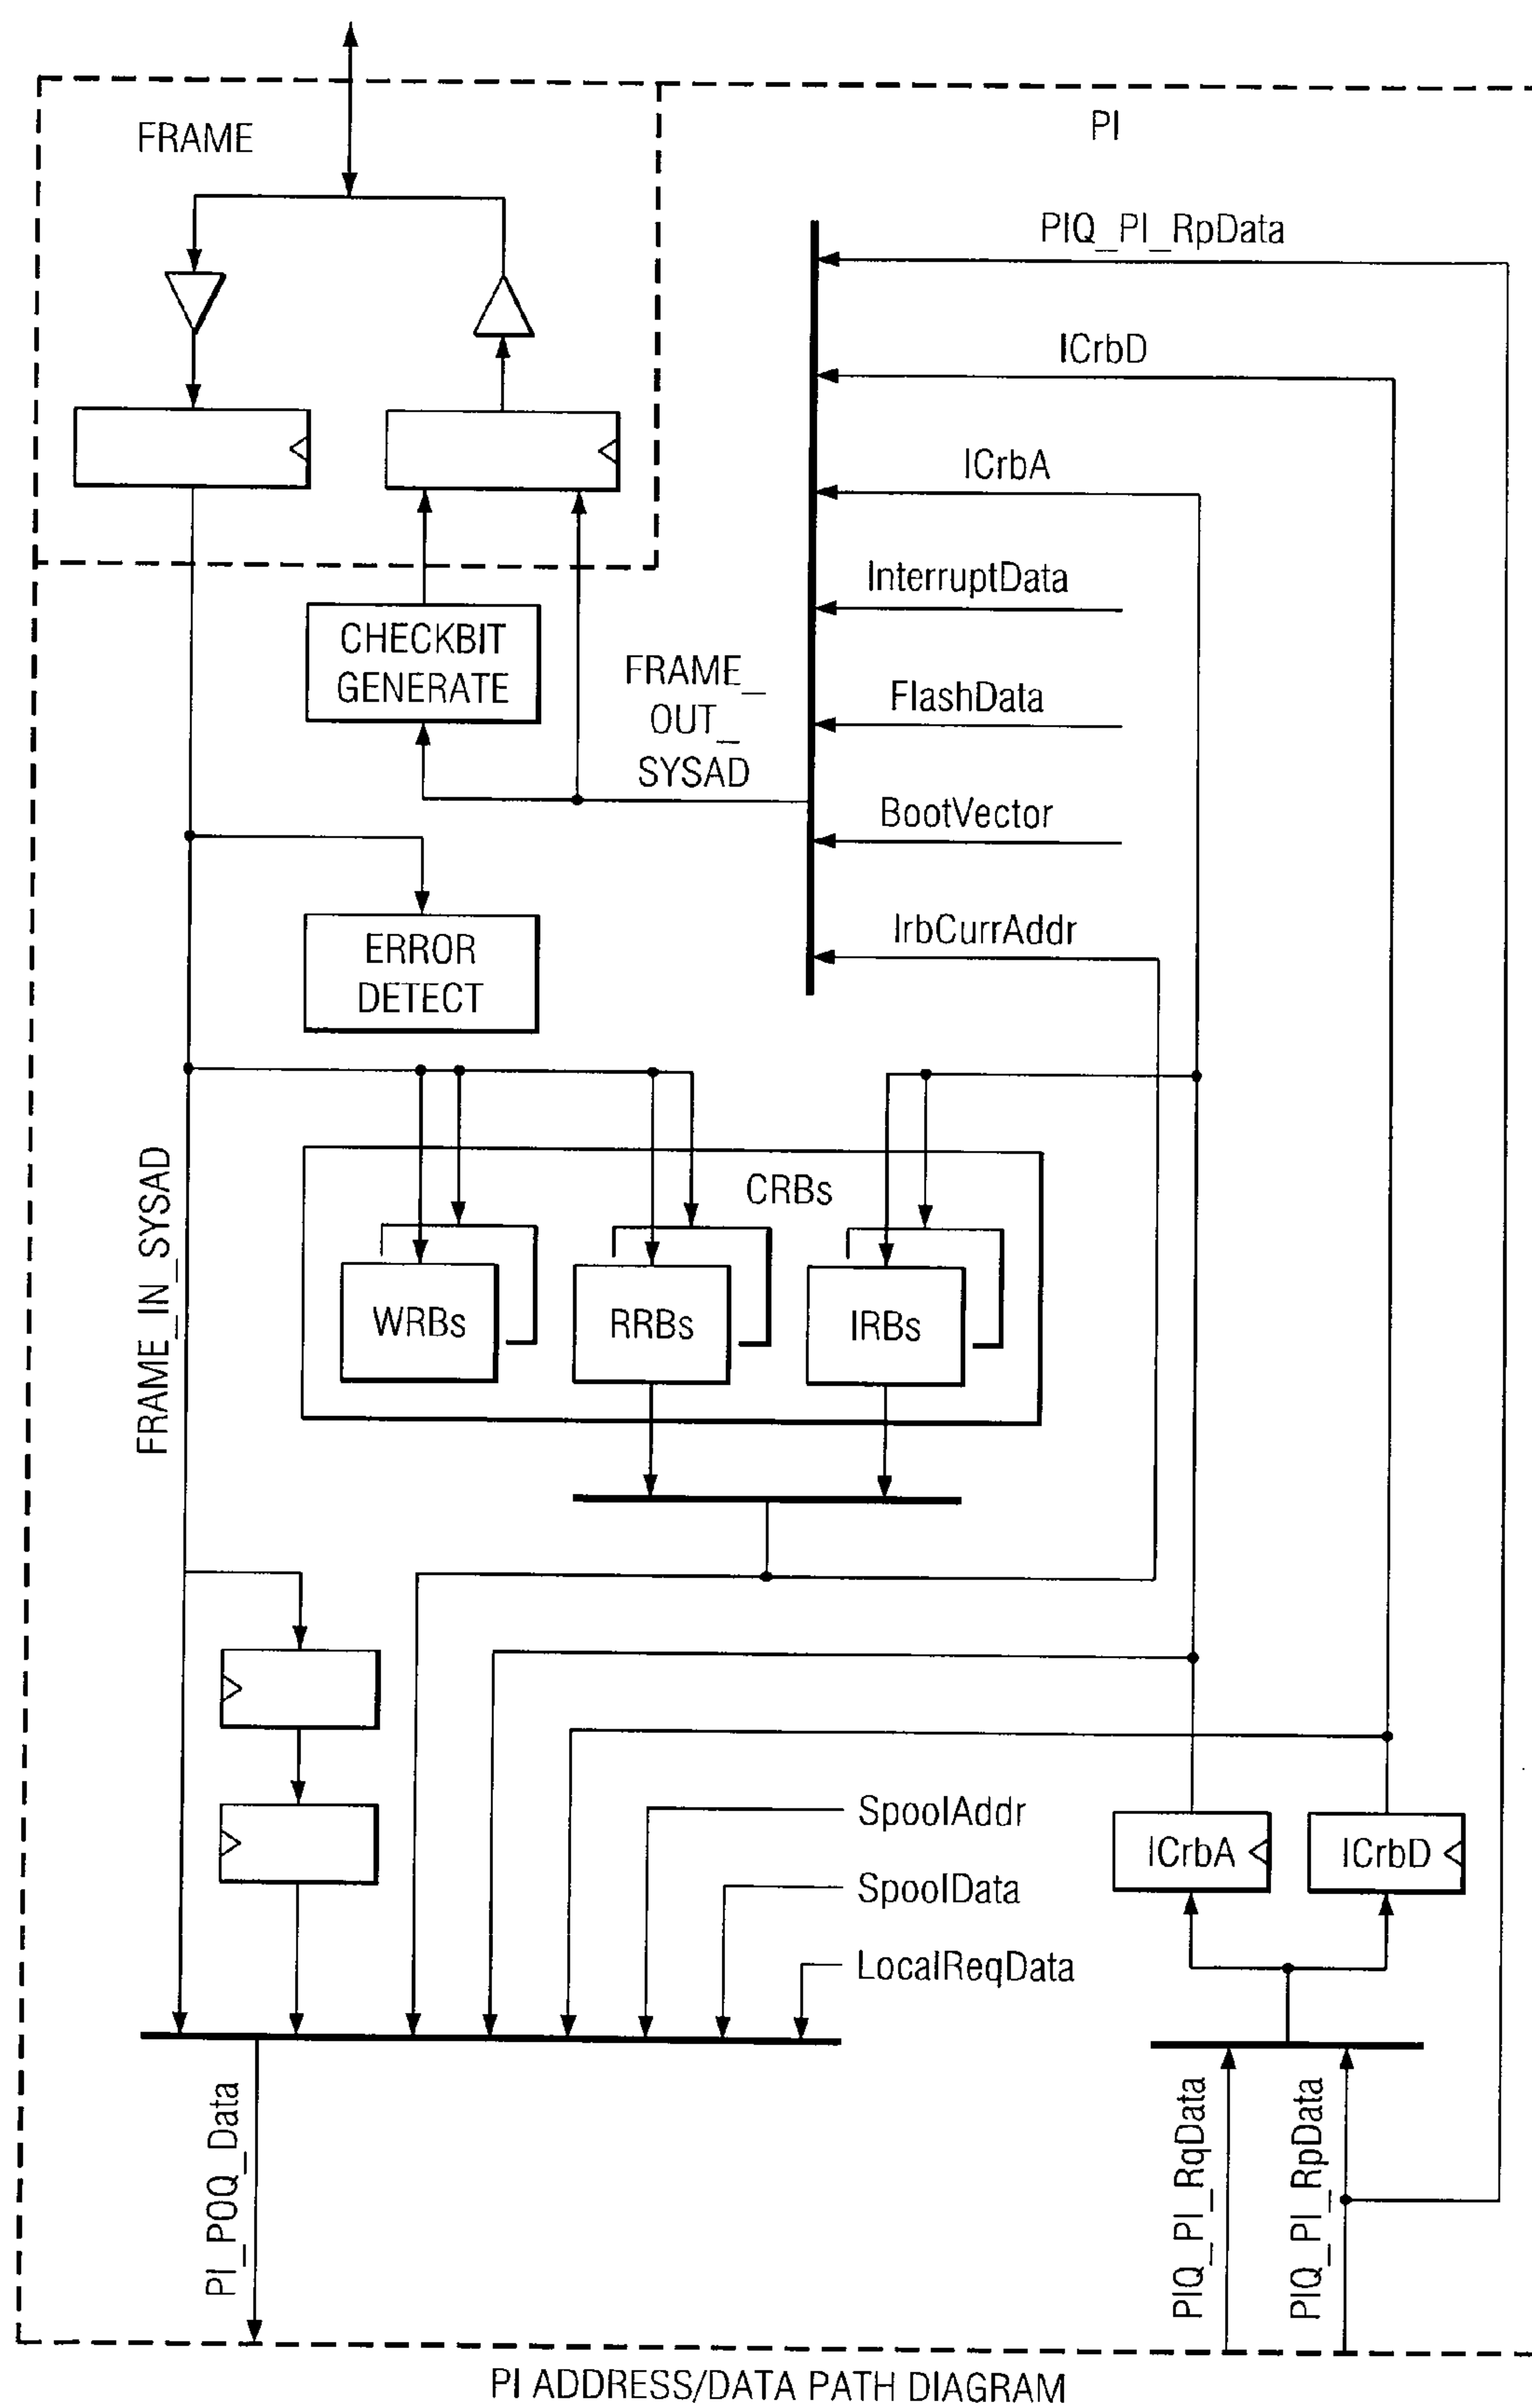 FRAME
PI
PIQ_PI_RpData
ICrbD
ICrbA
InterruptData
CHECKBIT
GENERATE
FRAME_
OUT_
SYSAD
FlashData
BootVector
ERROR
DETECT
IrbCurrAddr
FRAME_IN_SYSAD
CRBs
WRBs
RRBs
IRBs
SpoolAddr
SpoolData
LocalReqData
ICrbA
ICrbD
PI_POQ_Data
PIQ_PI_RqData
PIQ_PI_RpData
PI ADDRESS/DATA PATH DIAGRAM